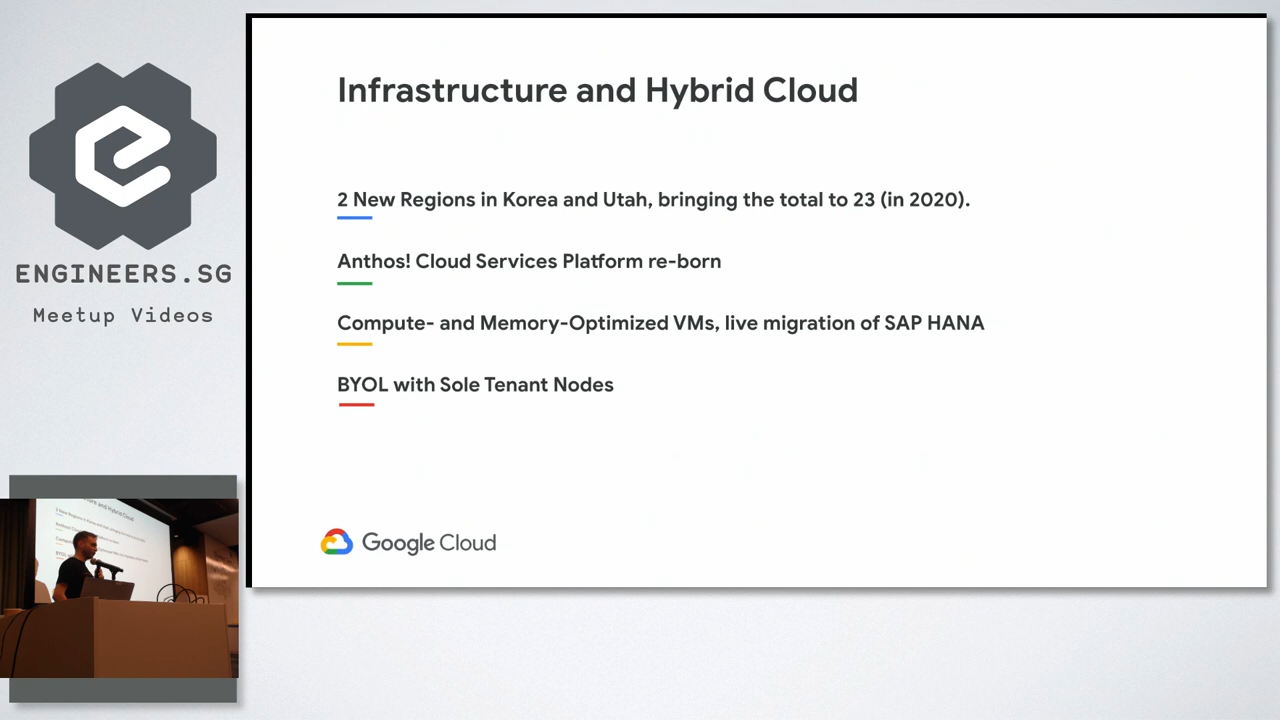 ENGINEERS.SG
Meetup Videos
Infrastructure and Hybrid Cloud
2 New Regions in Korea and Utah, bringing the total to 23 (in 2020).
Anthos! Cloud Services Platform re-born
Compute- and Memory-Optimized VMs, live migration of SAP HANA
BYOL with Sole Tenant Nodes
Google Cloud